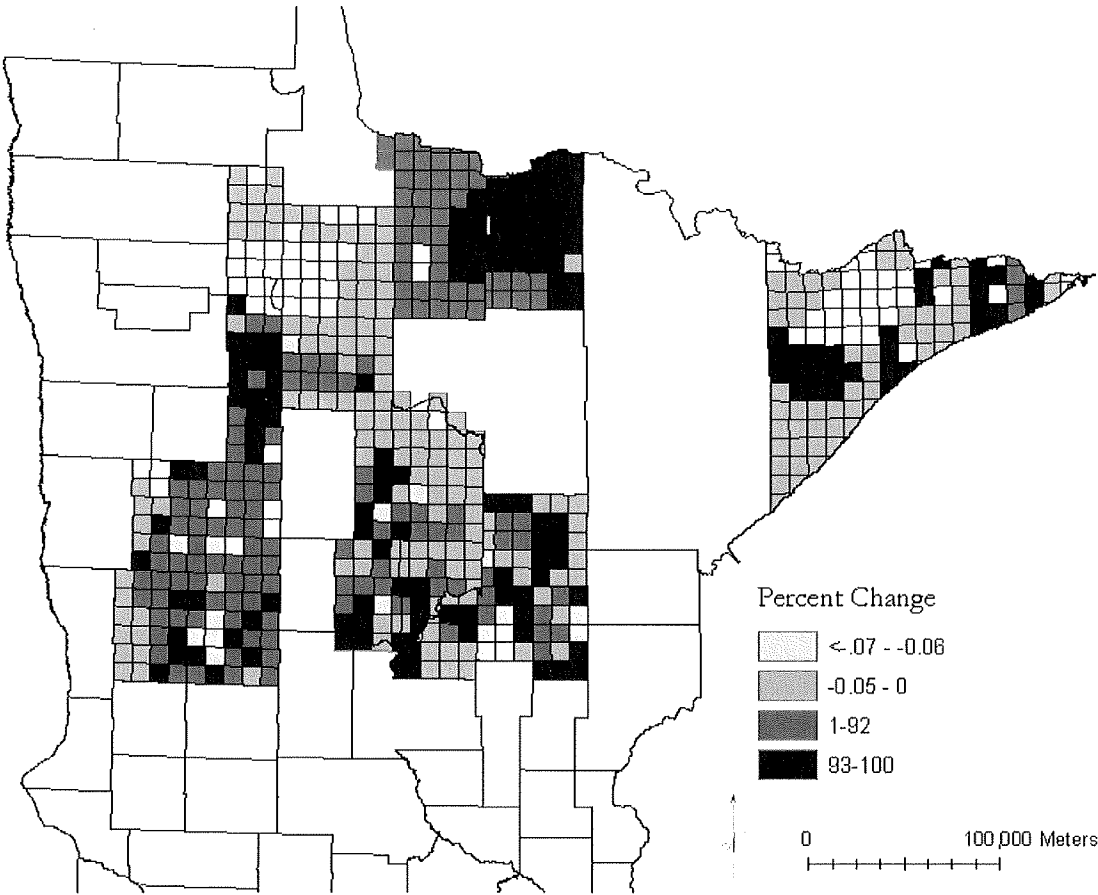 Percent Change
<-.07 - -0.06
-0.05 - 0
1-92
93-100
0 100,000 Meters